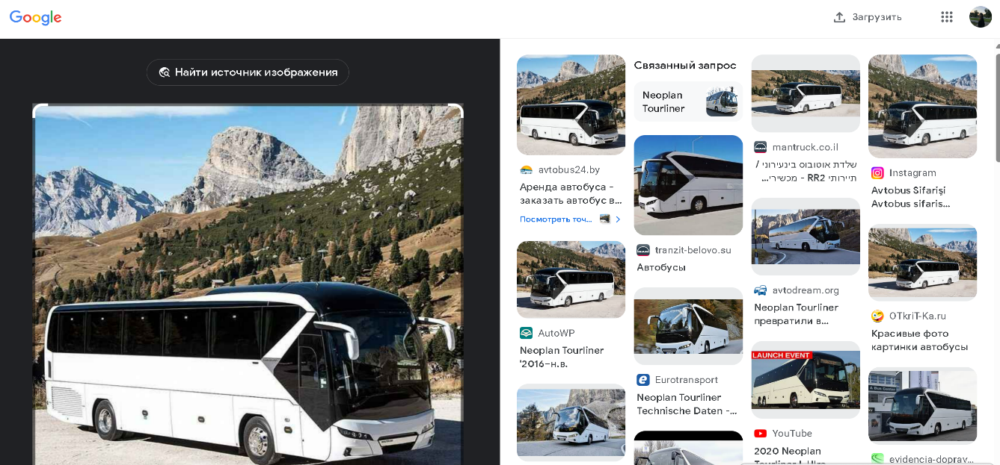 Google
Загрузить
Найти источник изображения
avtobus24.by
Аренда автобуса -
заказать автобус в...
Посмотреть точ...
AutoWP
Neoplan Tourliner
'2016–н.в.
Связанный запрос
Neoplan
Tourliner
tranzit-belovo.su
Автобусы
Eurotransport
Neoplan Tourliner
Technische Daten -...
mantruck.co.il
שלדת אוטובוס בינעירוני /
תיירותי RR2 - מכשירי...
avtodream.org
Neoplan Tourliner
превратили в...
LAUNCH EVENT
YouTube
2020 Neoplan
Instagram
Avtobus Sifarişi
Avtobus sifaris...
OTkriT-Ka.ru
Красивые фото
картинки автобусы
& Bus Center
evidencia-doprav...